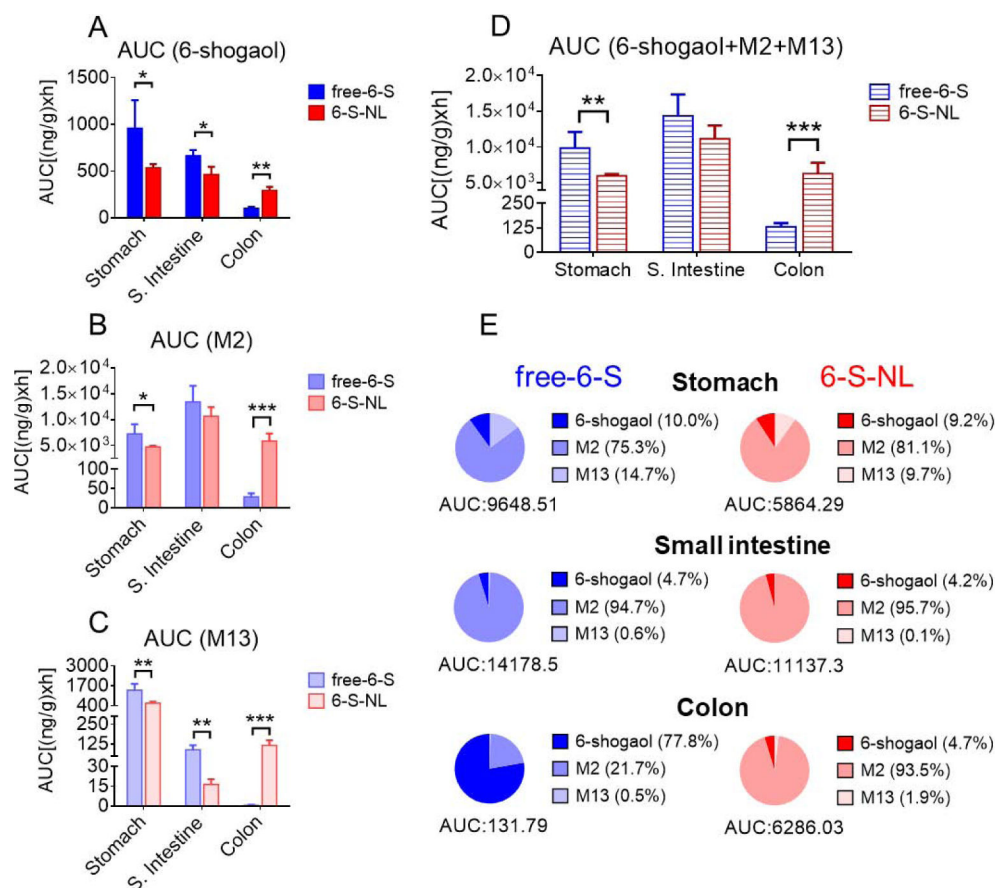 A
AUC (6-shogaol)
AUC[(ng/g)xh]
1500
1000
500
0
*
*
**
free-6-S
6-S-NL
Stomach
S. Intestine
Colon
B
AUC (M2)
AUC[(ng/g)xh]
2.0×10⁴
1.5×10⁴
1.0×10⁴
5.0×10³
100
50
0
*
***
free-6-S
6-S-NL
Stomach
S. Intestine
Colon
C
AUC (M13)
AUC[(ng/g)xh]
3000
1700
400
250
125
15
0
**
**
***
free-6-S
6-S-NL
Stomach
S. Intestine
Colon
D
AUC (6-shogaol+M2+M13)
AUC[(ng/g)xh]
2.0×10⁴
1.5×10⁴
1.0×10⁴
5.0×10³
250
125
0
**
***
free-6-S
6-S-NL
Stomach
S. Intestine
Colon
E
free-6-S
Stomach
6-S-NL
6-shogaol (10.0%)
M2 (75.3%)
M13 (14.7%)
AUC:9648.51
6-shogaol (9.2%)
M2 (81.1%)
M13 (9.7%)
AUC:5864.29
Small intestine
6-shogaol (4.7%)
M2 (94.7%)
M13 (0.6%)
AUC:14178.5
6-shogaol (4.2%)
M2 (95.7%)
M13 (0.1%)
AUC:11137.3
Colon
6-shogaol (77.8%)
M2 (21.7%)
M13 (0.5%)
AUC:131.79
6-shogaol (4.7%)
M2 (93.5%)
M13 (1.9%)
AUC:6286.03